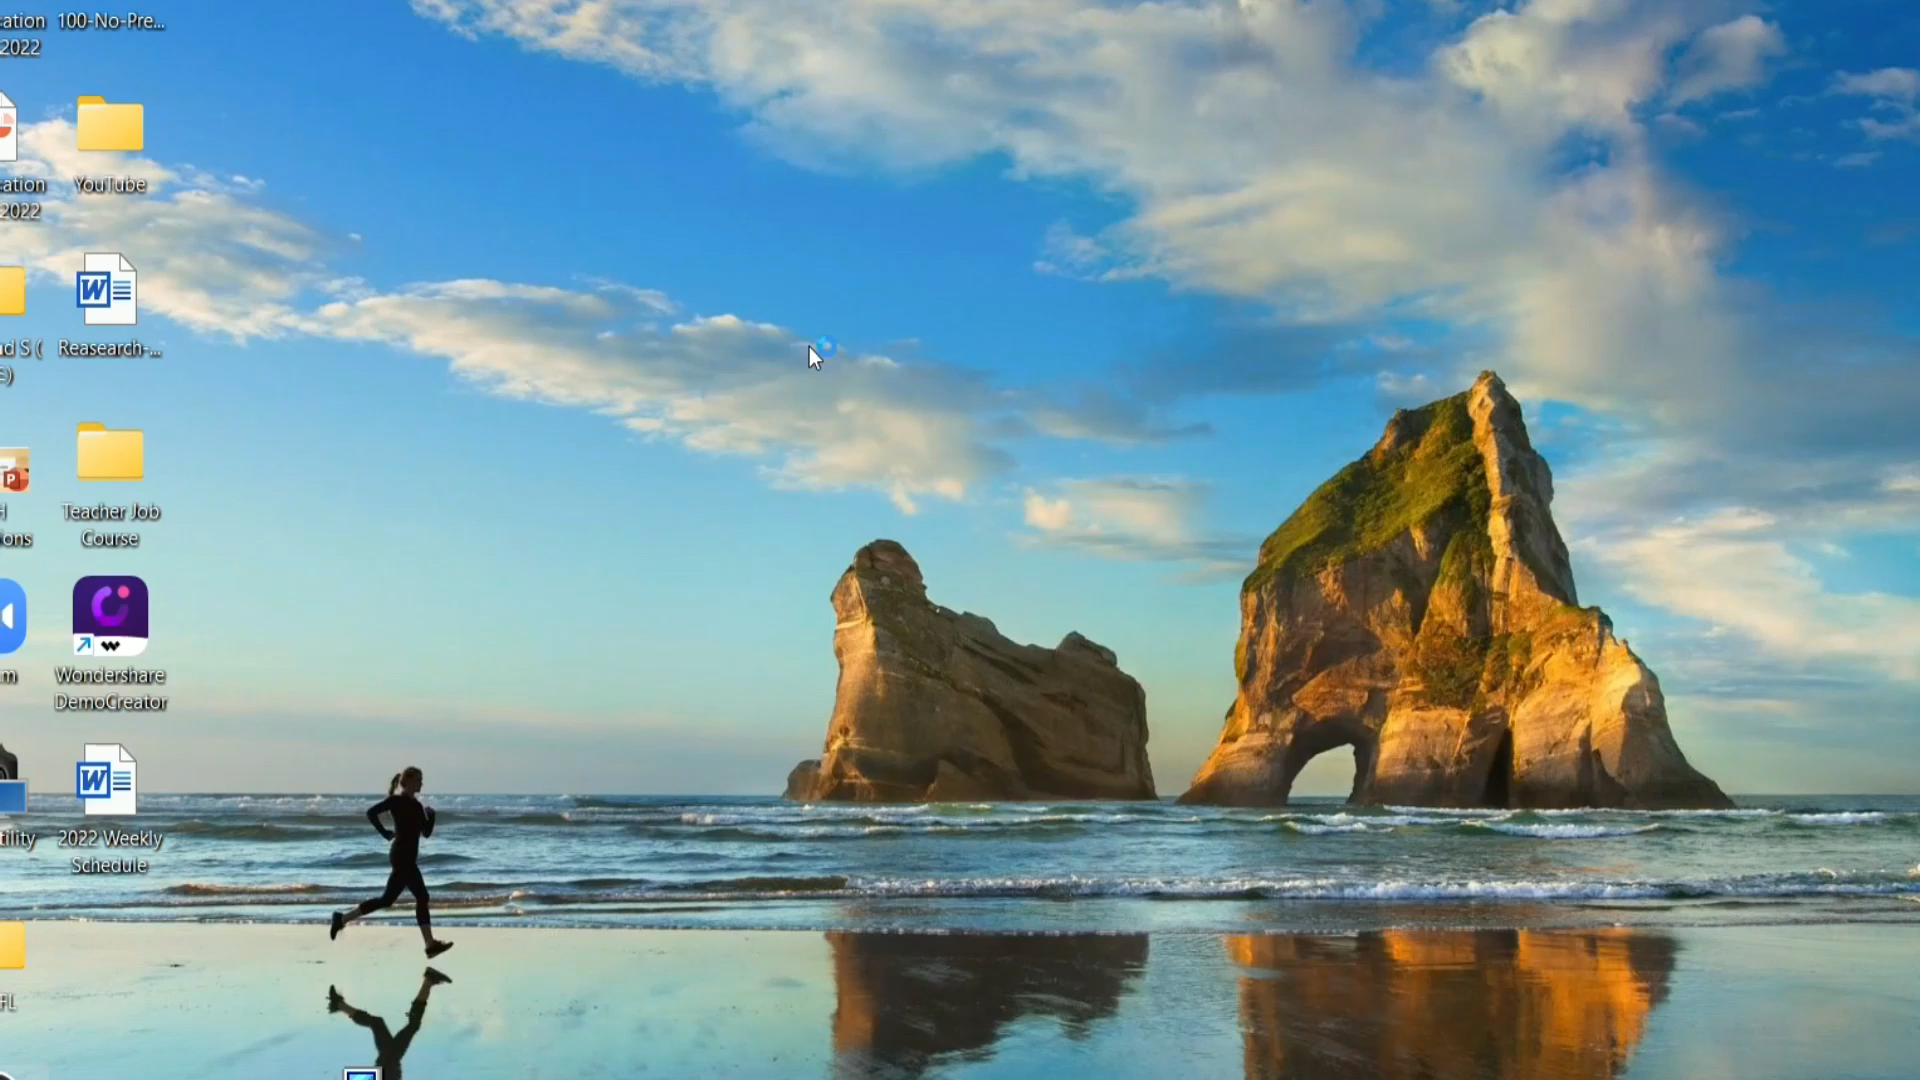 ation
2022
100-No-Pre...
ation
2022
YouTube
d S (
E)
Reasearch-...
P
ons
Teacher Job
Course
m
Wondershare
DemoCreator
tility
2022 Weekly
Schedule
FL